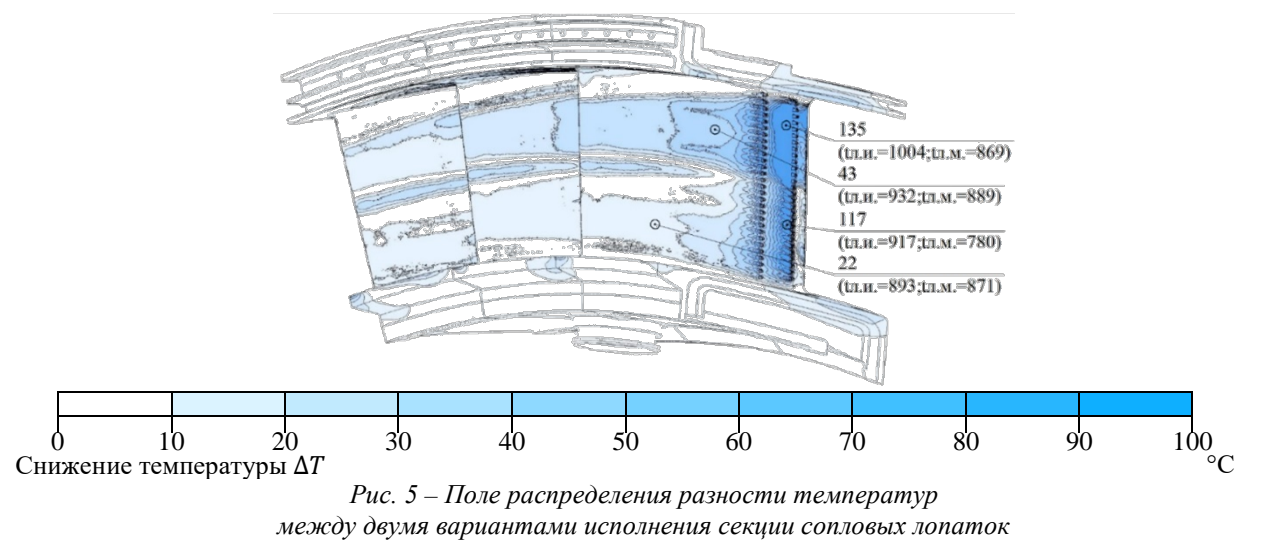 135
(tл.и.=1004;tл.м.=869)
43
(tл.и.=932;tл.м.=889)
117
(tл.и.=917;tл.м.=780)
22
(tл.и.=893;tл.м.=871)
0 10 20 30 40 50 60 70 80 90 100
Снижение температуры ΔT °C
Рис. 5 – Поле распределения разности температур
между двумя вариантами исполнения секции сопловых лопаток